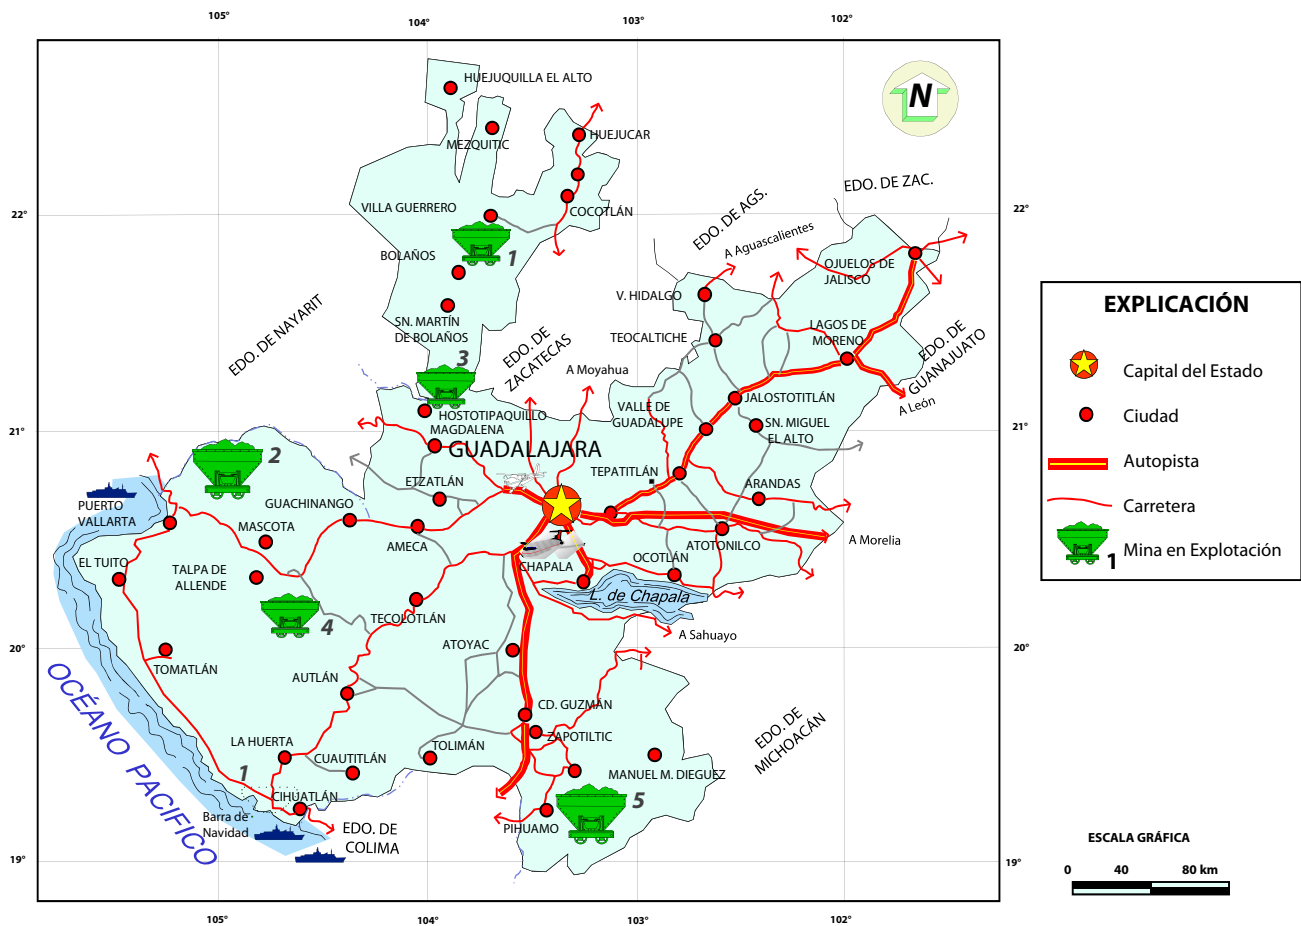 105°
104°
103°
102°
N
HUEJUQUILLA EL ALTO
MEZQUITIC
HUEJUCAR
EDO. DE ZAC.
22°
VILLA GUERRERO
COCOTLÁN
22°
EDO. DE AGS.
A Aguascalientes
1
BOLAÑOS
OJUELOS DE
JALISCO
V. HIDALGO
EDO. DE NAYARIT
SN. MARTÍN
DE BOLAÑOS
TEOCALTICHE
LAGOS DE
MORENO
EDO. DE
GUANAJUATO
EDO. DE
ZACATECAS
3
A Moyahua
A León
HOSTOTIPAQUILLO
MAGDALENA
VALLE DE
GUADALUPE
JALOSTOTITLÁN
SN. MIGUEL
EL ALTO
21°
21°
GUADALAJARA
2
TEPATITLÁN
ETZATLÁN
ARANDAS
PUERTO
VALLARTA
GUACHINANGO
MASCOTA
AMECA
ATOTONILCO
A Morelia
EL TUITO
TALPA DE
ALLENDE
CHAPALA
OCOTLÁN
L. de Chapala
4
TECOLOTLÁN
A Sahuayo
20°
ATOYAC
20°
TOMATLÁN
AUTLÁN
OCÉANO PACIFICO
CD. GUZMÁN
ZAPOTILTIC
EDO. DE
MICHOACÁN
LA HUERTA
TOLIMÁN
CUAUTITLÁN
1
MANUEL M. DIEGUEZ
CIHUATLÁN
5
Barra de
Navidad
EDO. DE
COLIMA
PIHUAMO
19°
19°
105°
104°
103°
102°
EXPLICACIÓN
Capital del Estado
Ciudad
Autopista
Carretera
1 Mina en Explotación
ESCALA GRÁFICA
0 40 80 km